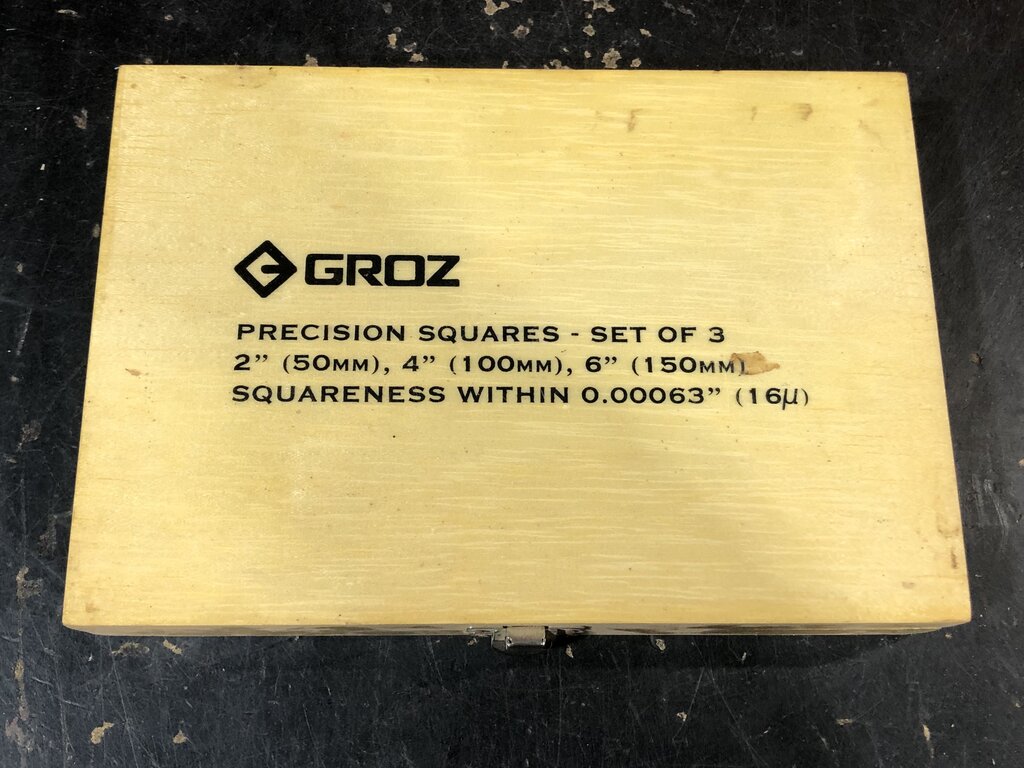 GROZ
PRECISION SQUARES - SET OF 3
2" (50MM), 4" (100MM), 6" (150MM)
SQUARENESS WITHIN 0.00063" (16µ)